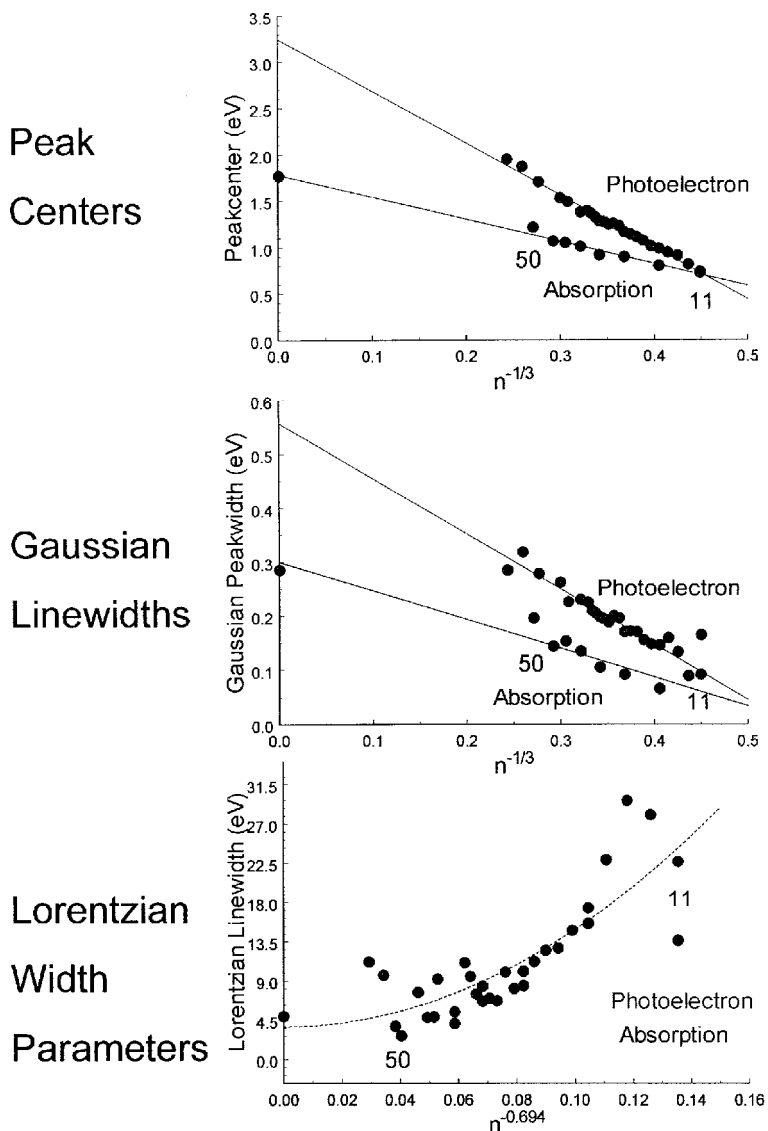 Peak
Centers
Peakcenter (eV)
3.5
3.0
2.5
2.0
1.5
1.0
0.5
0.0
Photoelectron
50
Absorption
11
0.0 0.1 0.2 0.3 0.4 0.5
n-1/3
Gaussian
Linewidths
Gaussian Peakwidth (eV)
0.6
0.5
0.4
0.3
0.2
0.1
0.0
Photoelectron
50
Absorption
11
0.0 0.1 0.2 0.3 0.4 0.5
n-1/3
Lorentzian
Width
Parameters
Lorentzian Linewidth (eV)
31.5
27.0
22.5
18.0
13.5
9.0
4.5
0.0
11
Photoelectron
Absorption
50
0.00 0.02 0.04 0.06 0.08 0.10 0.12 0.14 0.16
n-0.694